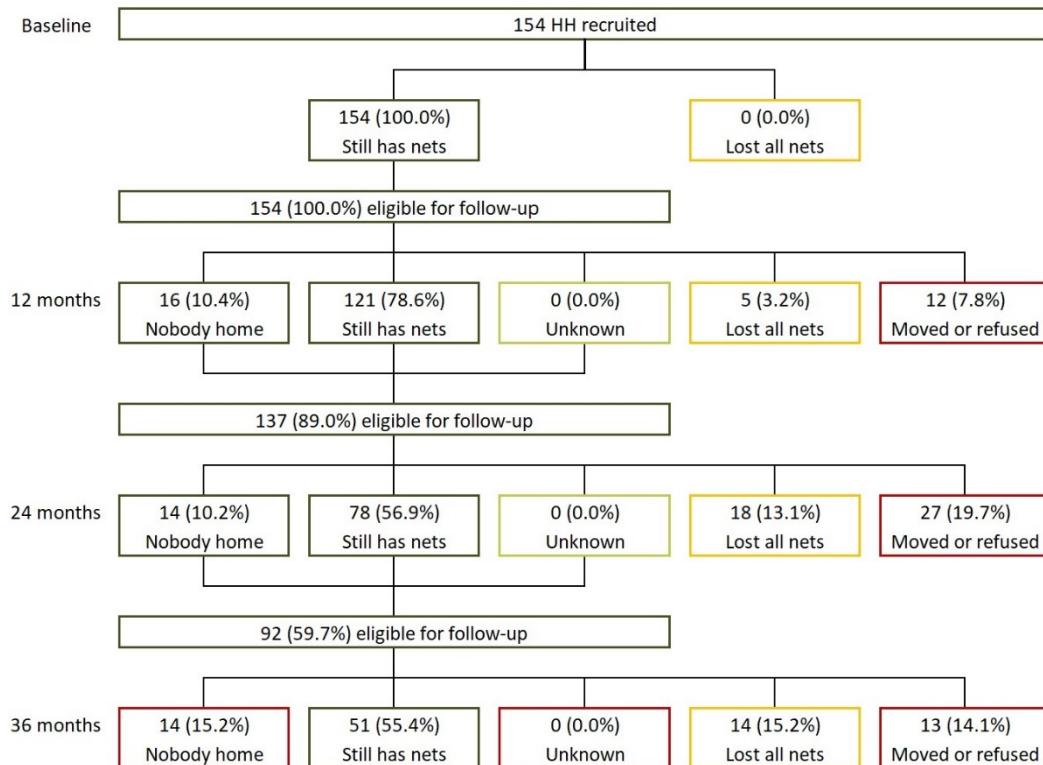 Baseline
154 HH recruited
154 (100.0%)
Still has nets
0 (0.0%)
Lost all nets
154 (100.0%) eligible for follow-up
12 months
16 (10.4%)
Nobody home
121 (78.6%)
Still has nets
0 (0.0%)
Unknown
5 (3.2%)
Lost all nets
12 (7.8%)
Moved or refused
137 (89.0%) eligible for follow-up
24 months
14 (10.2%)
Nobody home
78 (56.9%)
Still has nets
0 (0.0%)
Unknown
18 (13.1%)
Lost all nets
27 (19.7%)
Moved or refused
92 (59.7%) eligible for follow-up
36 months
14 (15.2%)
Nobody home
51 (55.4%)
Still has nets
0 (0.0%)
Unknown
14 (15.2%)
Lost all nets
13 (14.1%)
Moved or refused